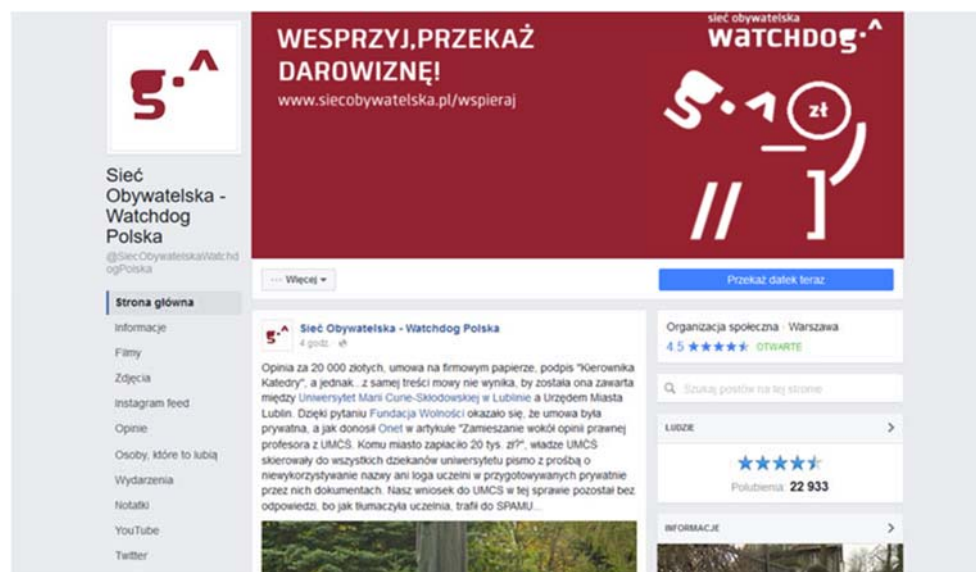 g.^
Sieć
Obywatelska -
Watchdog
Polska
@SiecObywatelskaWatchd
ogPolska
Strona główna
Informacje
Filmy
Zdjęcia
Instagram feed
Opinie
Osoby, które to lubią
Wydarzenia
Notatki
YouTube
Twitter
WESPRZYJ,PRZEKAŻ
DAROWIZNĘ!
www.siecobywatelska.pl/wspieraj
sieć obywatelska
WATCHDOg.^
g.^ zł
// ]
··· Więcej
Przekaż datek teraz
g.^
Sieć Obywatelska - Watchdog Polska
4 godz. ·
Opinia za 20 000 złotych, umowa na firmowym papierze, podpis "Kierownika
Katedry", a jednak...z samej treści mowy nie wynika, by została ona zawarta
między Uniwersytet Marii Curie-Skłodowskiej w Lublinie a Urzędem Miasta
Lublin. Dzięki pytaniu Fundacja Wolności okazało się, że umowa była
prywatna, a jak donosił Onet w artykule "Zamieszanie wokół opinii prawnej
profesora z UMCS. Komu miasto zapłaciło 20 tys. zł?", władze UMCS
skierowały do wszystkich dziekanów uniwersytetu pismo z prośbą o
niewykorzystywanie nazwy ani loga uczelni w przygotowywanych prywatnie
przez nich dokumentach. Nasz wniosek do UMCS w tej sprawie pozostał bez
odpowiedzi, bo jak tłumaczyła uczelnia, trafił do SPAMU...
Organizacja społeczna · Warszawa
4.5 ★★★★★ OTWARTE
Szukaj postów na tej stronie
LUDZIE >
★★★★★
Polubienia: 22 933
INFORMACJE >